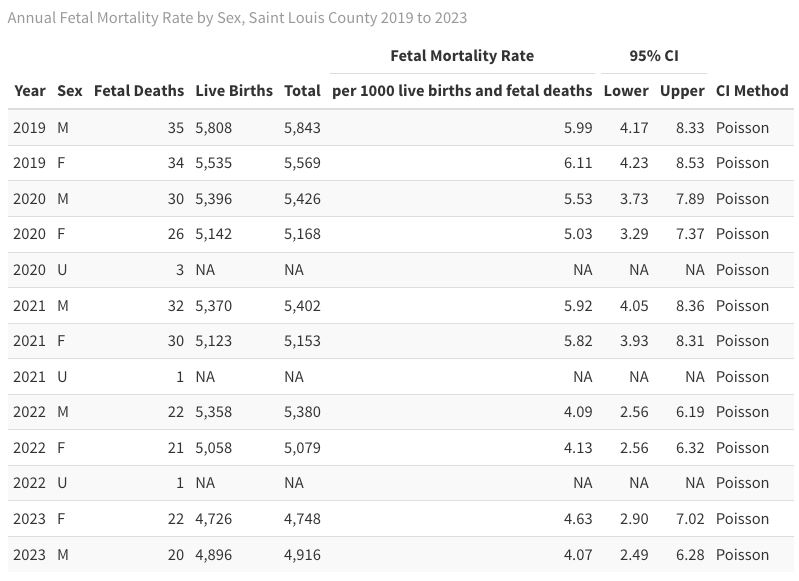 Annual Fetal Mortality Rate by Sex, Saint Louis County 2019 to 2023
Fetal Mortality Rate 95% CI
Year Sex Fetal Deaths Live Births Total per 1000 live births and fetal deaths Lower Upper CI Method
2019 M 35 5,808 5,843 5.99 4.17 8.33 Poisson
2019 F 34 5,535 5,569 6.11 4.23 8.53 Poisson
2020 M 30 5,396 5,426 5.53 3.73 7.89 Poisson
2020 F 26 5,142 5,168 5.03 3.29 7.37 Poisson
2020 U 3 NA NA NA NA NA Poisson
2021 M 32 5,370 5,402 5.92 4.05 8.36 Poisson
2021 F 30 5,123 5,153 5.82 3.93 8.31 Poisson
2021 U 1 NA NA NA NA NA Poisson
2022 M 22 5,358 5,380 4.09 2.56 6.19 Poisson
2022 F 21 5,058 5,079 4.13 2.56 6.32 Poisson
2022 U 1 NA NA NA NA NA Poisson
2023 F 22 4,726 4,748 4.63 2.90 7.02 Poisson
2023 M 20 4,896 4,916 4.07 2.49 6.28 Poisson